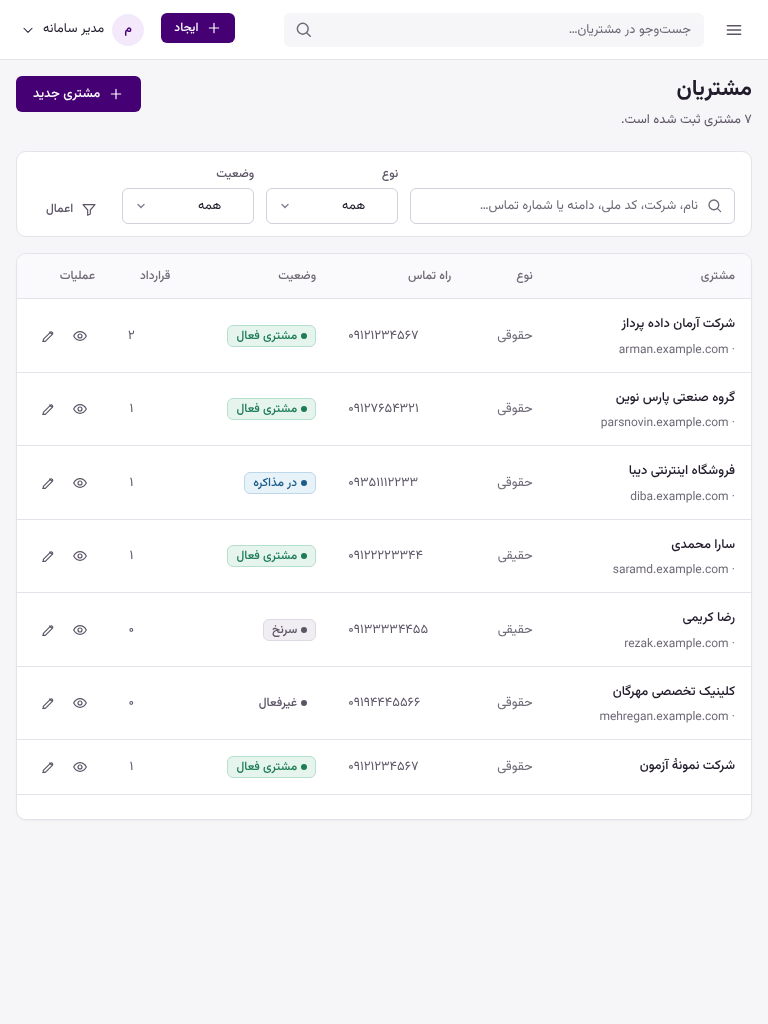 جست‌وجو در مشتریان...
ایجاد
م
مدیر سامانه
مشتریان
مشتری جدید
۷ مشتری ثبت شده است.
نوع
وضعیت
نام، شرکت، کد ملی، دامنه یا شماره تماس...
همه
همه
اعمال
مشتری نوع راه تماس وضعیت قرارداد عملیات
شرکت آرمان داده پرداز
· arman.example.com
حقوقی ۰۹۱۲۱۲۳۴۵۶۷ مشتری فعال ۲
گروه صنعتی پارس نوین
· parsnovin.example.com
حقوقی ۰۹۱۲۷۶۵۴۳۲۱ مشتری فعال ۱
فروشگاه اینترنتی دیبا
· diba.example.com
حقوقی ۰۹۳۵۱۱۱۲۲۳۳ در مذاکره ۱
سارا محمدی
· saramd.example.com
حقیقی ۰۹۱۲۲۲۲۳۳۴۴ مشتری فعال ۱
رضا کریمی
· rezak.example.com
حقیقی ۰۹۱۳۳۳۳۴۴۵۵ سرنخ ۰
کلینیک تخصصی مهرگان
· mehregan.example.com
حقوقی ۰۹۱۹۴۴۴۵۵۶۶ غیرفعال ۰
شرکت نمونهٔ آزمون
حقوقی ۰۹۱۲۱۲۳۴۵۶۷ مشتری فعال ۱